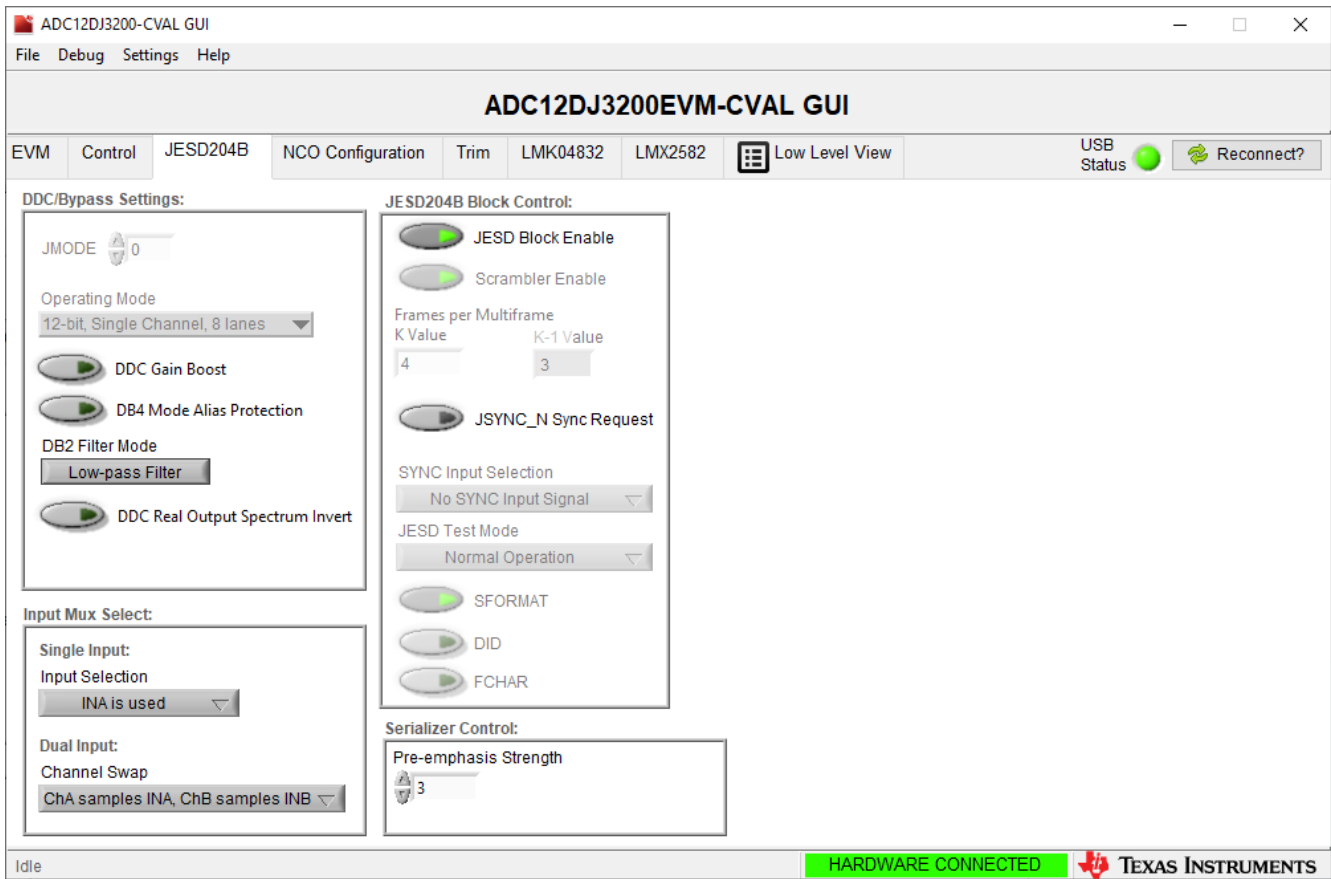 ADC12DJ3200-CVAL GUI
File Debug Settings Help
ADC12DJ3200EVM-CVAL GUI
EVM Control JESD204B NCO Configuration Trim LMK04832 LMX2582 Low Level View
USB Status
Reconnect?
DDC/Bypass Settings:
JMODE 0
Operating Mode
12-bit, Single Channel, 8 lanes
DDC Gain Boost
DB4 Mode Alias Protection
DB2 Filter Mode
Low-pass Filter
DDC Real Output Spectrum Invert
Input Mux Select:
Single Input:
Input Selection
INA is used
Dual Input:
Channel Swap
ChA samples INA, ChB samples INB
JESD204B Block Control:
JESD Block Enable
Scrambler Enable
Frames per Multiframe
K Value K-1 Value
4 3
JSYNC_N Sync Request
SYNC Input Selection
No SYNC Input Signal
JESD Test Mode
Normal Operation
SFORMAT
DID
FCHAR
Serializer Control:
Pre-emphasis Strength
3
Idle
HARDWARE CONNECTED
TEXAS INSTRUMENTS